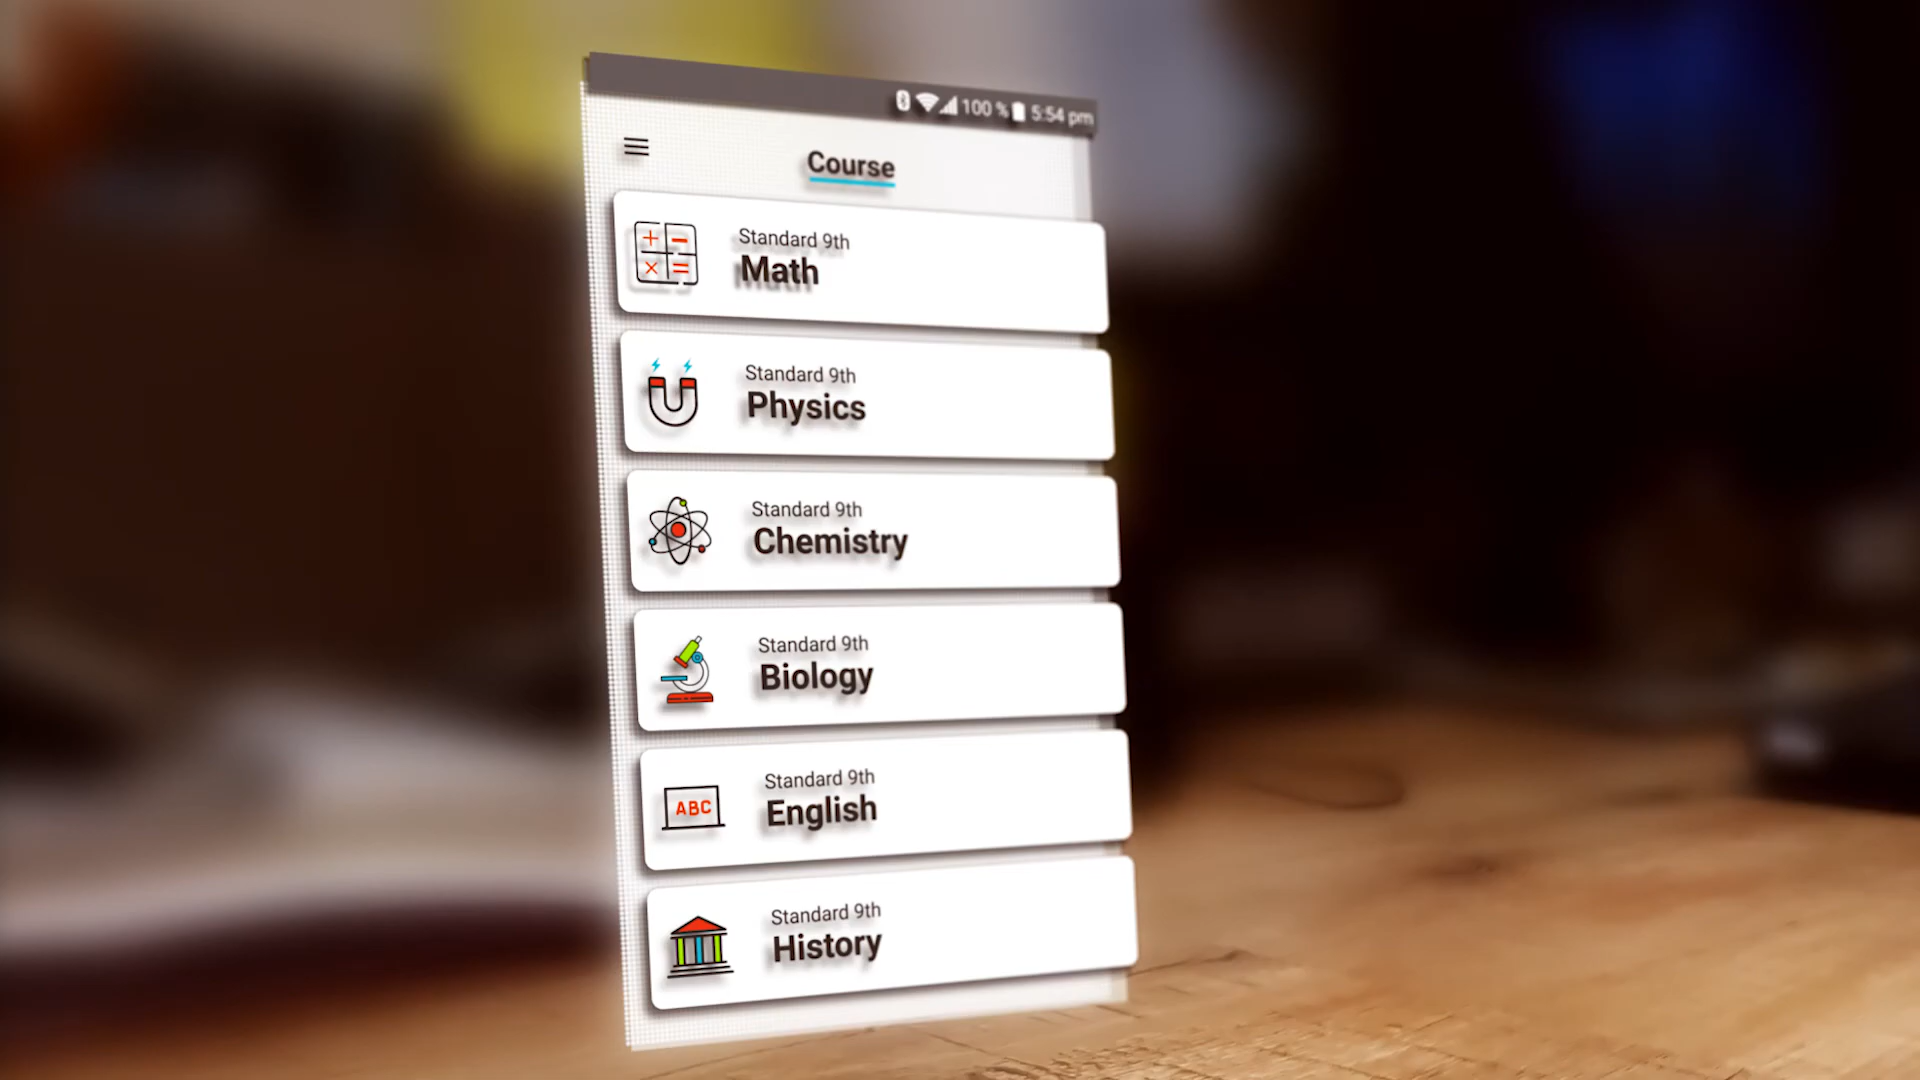 100 % 5:54 pm
Course
Standard 9th
Math
Standard 9th
Physics
Standard 9th
Chemistry
Standard 9th
Biology
ABC
Standard 9th
English
Standard 9th
History